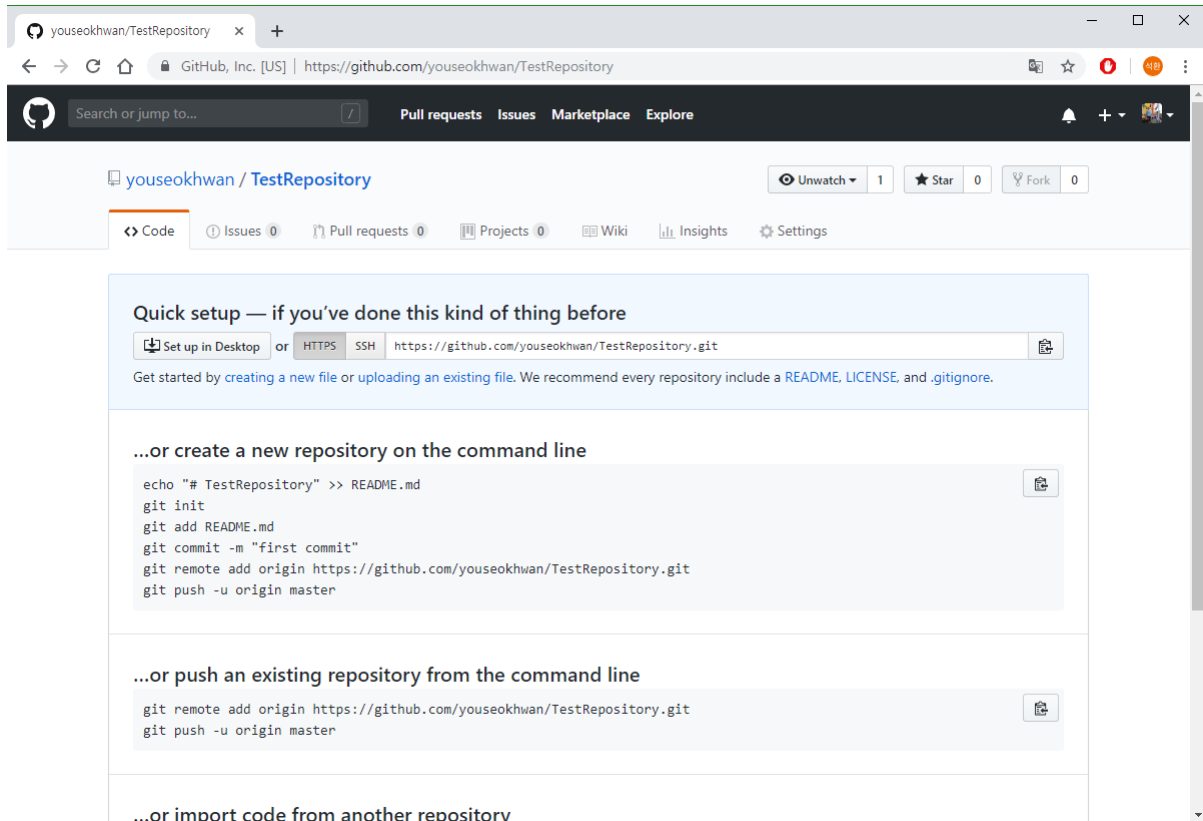 youseokhwan/TestRepository
GitHub, Inc. [US] | https://github.com/youseokhwan/TestRepository
석환
Search or jump to... /
Pull requests Issues Marketplace Explore
youseokhwan / TestRepository
Unwatch 1 Star 0 Fork 0
<> Code Issues 0 Pull requests 0 Projects 0 Wiki Insights Settings
Quick setup — if you’ve done this kind of thing before
Set up in Desktop or HTTPS SSH https://github.com/youseokhwan/TestRepository.git
Get started by creating a new file or uploading an existing file. We recommend every repository include a README, LICENSE, and .gitignore.
…or create a new repository on the command line
echo "# TestRepository" >> README.md
git init
git add README.md
git commit -m "first commit"
git remote add origin https://github.com/youseokhwan/TestRepository.git
git push -u origin master
…or push an existing repository from the command line
git remote add origin https://github.com/youseokhwan/TestRepository.git
git push -u origin master
…or import code from another repository